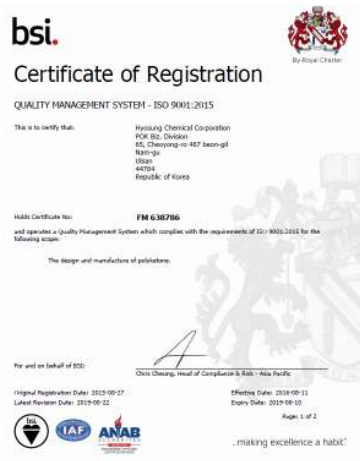 bsi.
By Royal Charter
Certificate of Registration
QUALITY MANAGEMENT SYSTEM - ISO 9001:2015
This is to certify that:
Hyosung Chemical Corporation
POK Biz. Division
65, Cheoyong-ro 487 beon-gil
Nam-gu
Ulsan
44784
Republic of Korea
Holds Certificate No:
FM 638786
and operates a Quality Management System which complies with the requirements of ISO 9001:2015 for the
following scope:
The design and manufacture of polyketone.
For and on behalf of BSI:
Chris Cheung, Head of Compliance & Risk - Asia Pacific
Original Registration Date: 2015-08-27
Effective Date: 2018-08-11
Latest Revision Date: 2019-08-22
Expiry Date: 2019-08-10
Page: 1 of 2
bsi.
IAF
ANAB
ACCREDITED
...making excellence a habit.